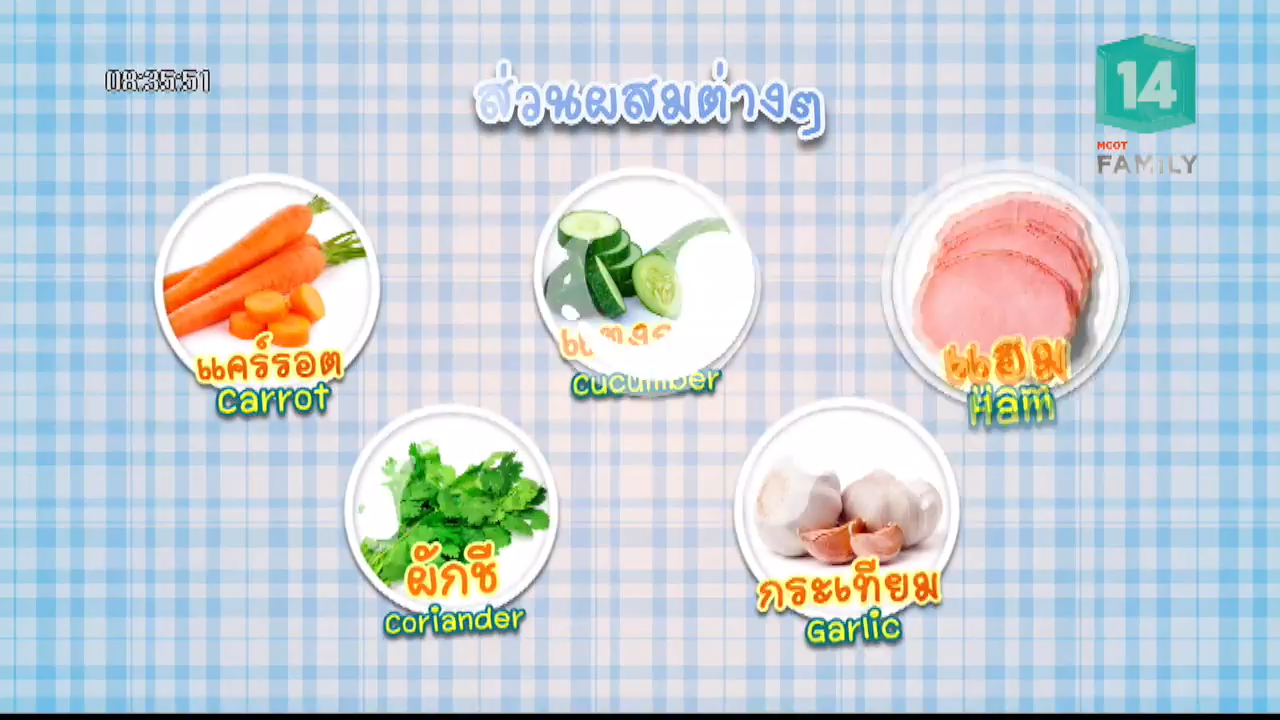 08:35:51
ส่วนผสมต่างๆ
14
MCOT
FAMILY
แคร์รอต
Carrot
Cucumber
แฮม
Ham
ผักชี
Coriander
กระเทียม
Garlic